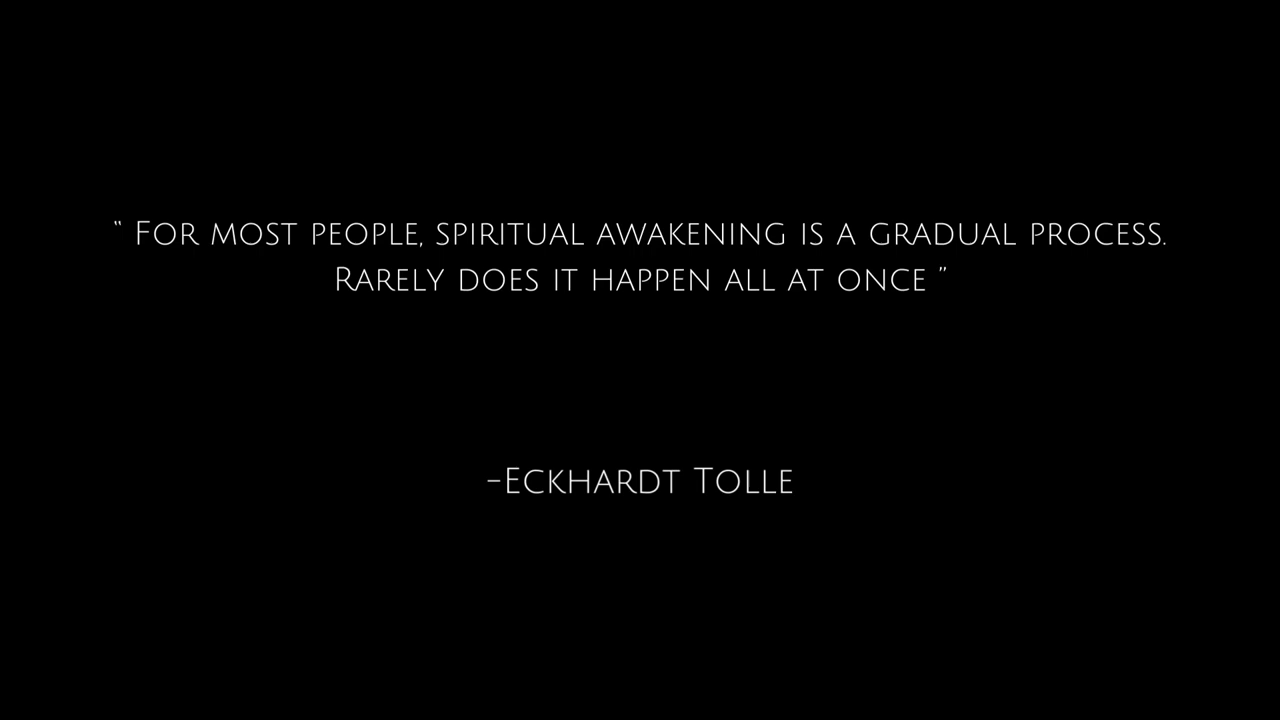 “ For most people, spiritual awakening is a gradual process.
Rarely does it happen all at once ”
-Eckhardt Tolle